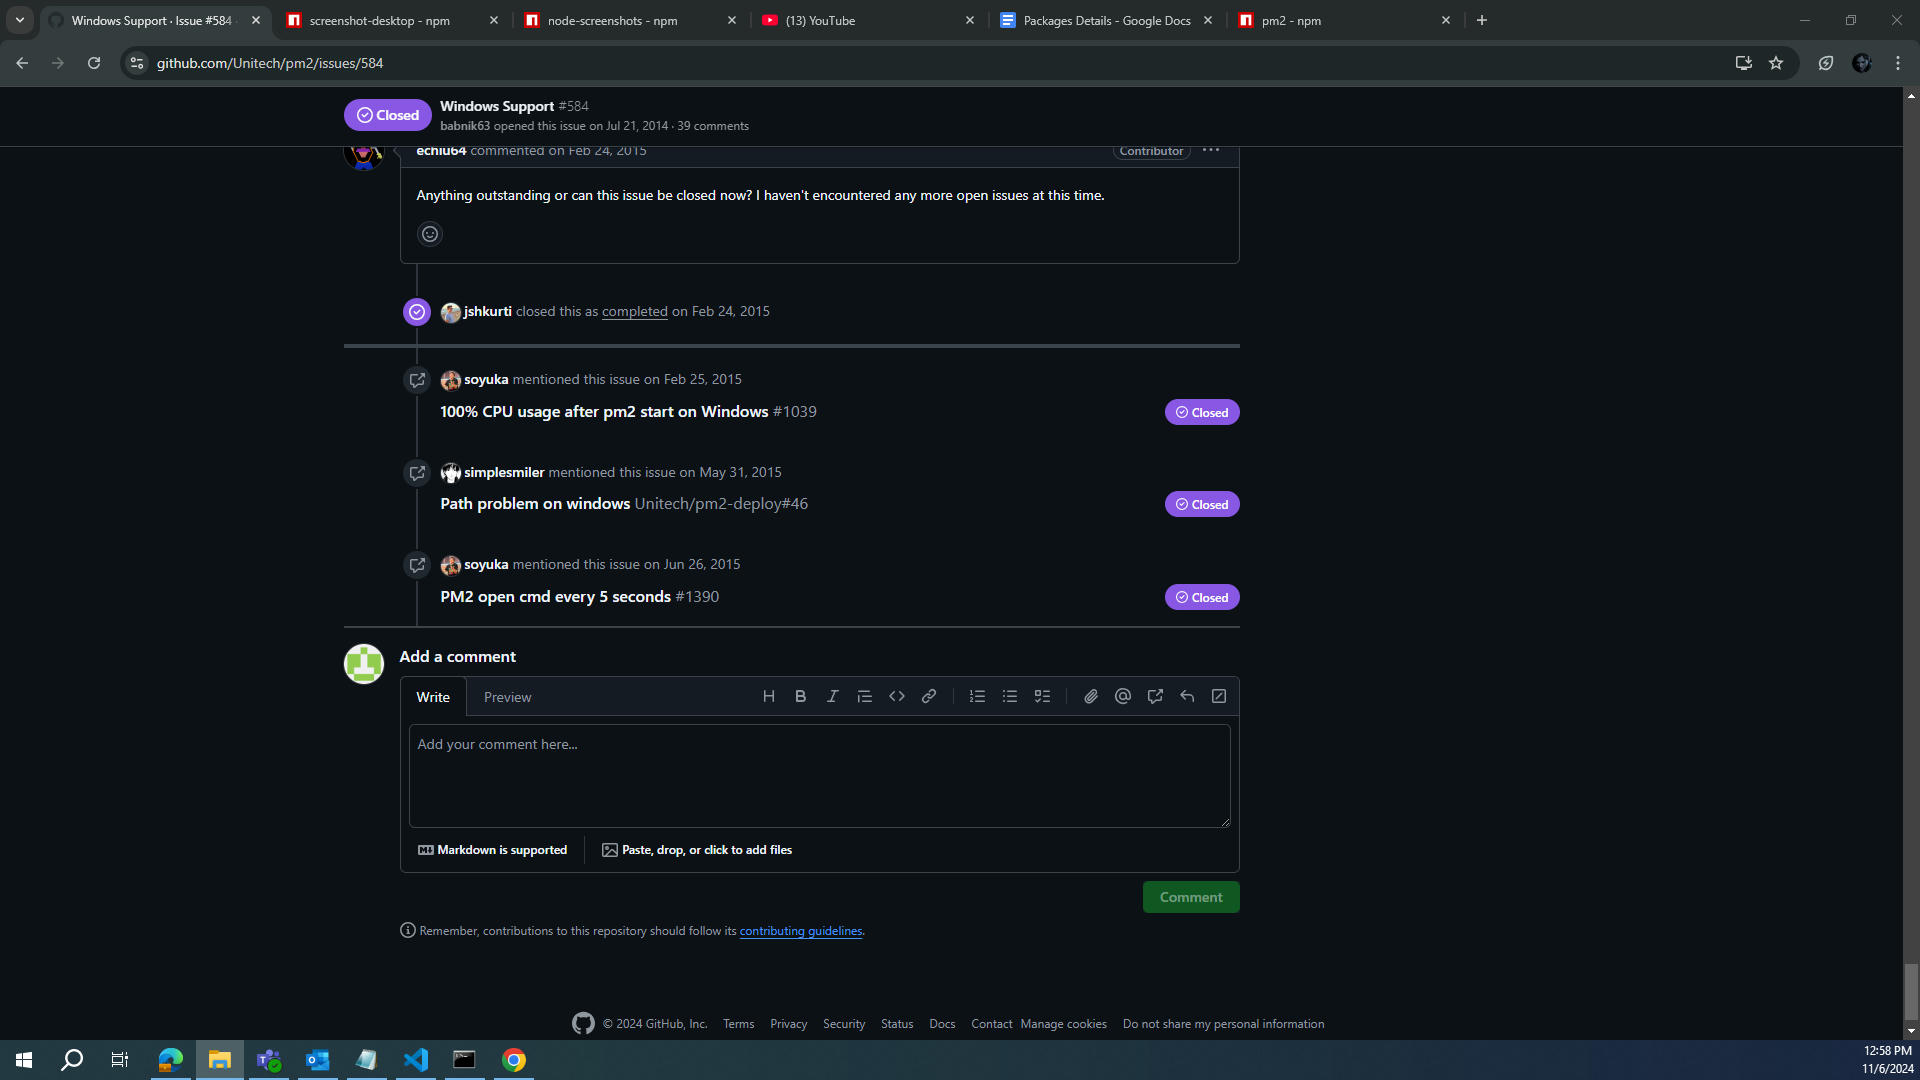 Windows Support · Issue #584
screenshot-desktop - npm
node-screenshots - npm
(13) YouTube
Packages Details - Google Docs
pm2 - npm
github.com/Unitech/pm2/issues/584
Closed
Windows Support #584
babnik63 opened this issue on Jul 21, 2014 · 39 comments
echlu64 commented on Feb 24, 2015
Contributor
Anything outstanding or can this issue be closed now? I haven't encountered any more open issues at this time.
jshkurti closed this as completed on Feb 24, 2015
soyuka mentioned this issue on Feb 25, 2015
100% CPU usage after pm2 start on Windows #1039
Closed
simplesmiler mentioned this issue on May 31, 2015
Path problem on windows Unitech/pm2-deploy#46
Closed
soyuka mentioned this issue on Jun 26, 2015
PM2 open cmd every 5 seconds #1390
Closed
Add a comment
Write
Preview
Add your comment here...
Markdown is supported
Paste, drop, or click to add files
Comment
Remember, contributions to this repository should follow its contributing guidelines.
© 2024 GitHub, Inc.
Terms
Privacy
Security
Status
Docs
Contact
Manage cookies
Do not share my personal information
12:58 PM
11/6/2024